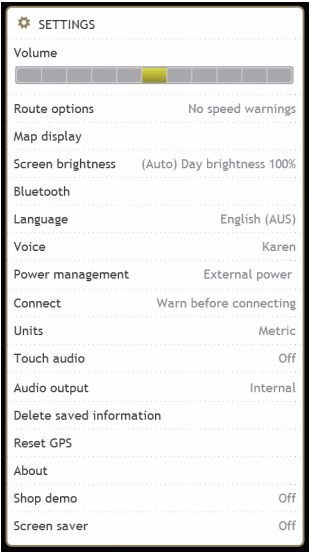 SETTINGS
Volume
Route options No speed warnings
Map display
Screen brightness (Auto) Day brightness 100%
Bluetooth
Language English (AUS)
Voice Karen
Power management External power
Connect Warn before connecting
Units Metric
Touch audio Off
Audio output Internal
Delete saved information
Reset GPS
About
Shop demo Off
Screen saver Off